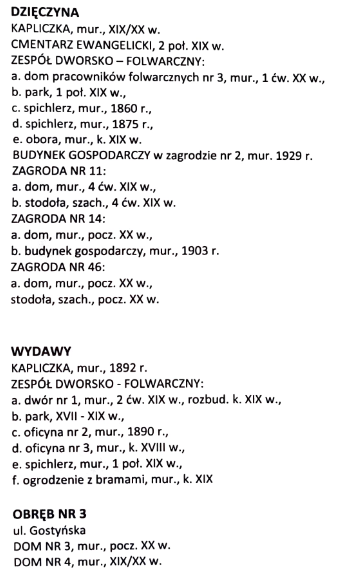 DZIĘCZYNA
KAPLICZKA, mur., XIX/XX w.
CMENTARZ EWANGELICKI, 2 poł. XIX w.
ZESPÓŁ DWORSKO – FOLWARCZNY:
a. dom pracowników folwarcznych nr 3, mur., 1 ćw. XX w.,
b. park, 1 poł. XIX w.,
c. spichlerz, mur., 1860 r.,
d. spichlerz, mur., 1875 r.,
e. obora, mur., k. XIX w.
BUDYNEK GOSPODARCZY w zagrodzie nr 2, mur. 1929 r.
ZAGRODA NR 11:
a. dom, mur., 4 ćw. XIX w.,
b. stodoła, szach., 4 ćw. XIX w.
ZAGRODA NR 14:
a. dom, mur., pocz. XX w.,
b. budynek gospodarczy, mur., 1903 r.
ZAGRODA NR 46:
a. dom, mur., pocz. XX w.,
stodoła, szach., pocz. XX w.
WYDAWY
KAPLICZKA, mur., 1892 r.
ZESPÓŁ DWORSKO - FOLWARCZNY:
a. dwór nr 1, mur., 2 ćw. XIX w., rozbud. k. XIX w.,
b. park, XVII - XIX w.,
c. oficyna nr 2, mur., 1890 r.,
d. oficyna nr 3, mur., k. XVIII w.,
e. spichlerz, mur., 1 poł. XIX w.,
f. ogrodzenie z bramami, mur., k. XIX
OBRĘB NR 3
ul. Gostyńska
DOM NR 3, mur., pocz. XX w.
DOM NR 4, mur., XIX/XX w.